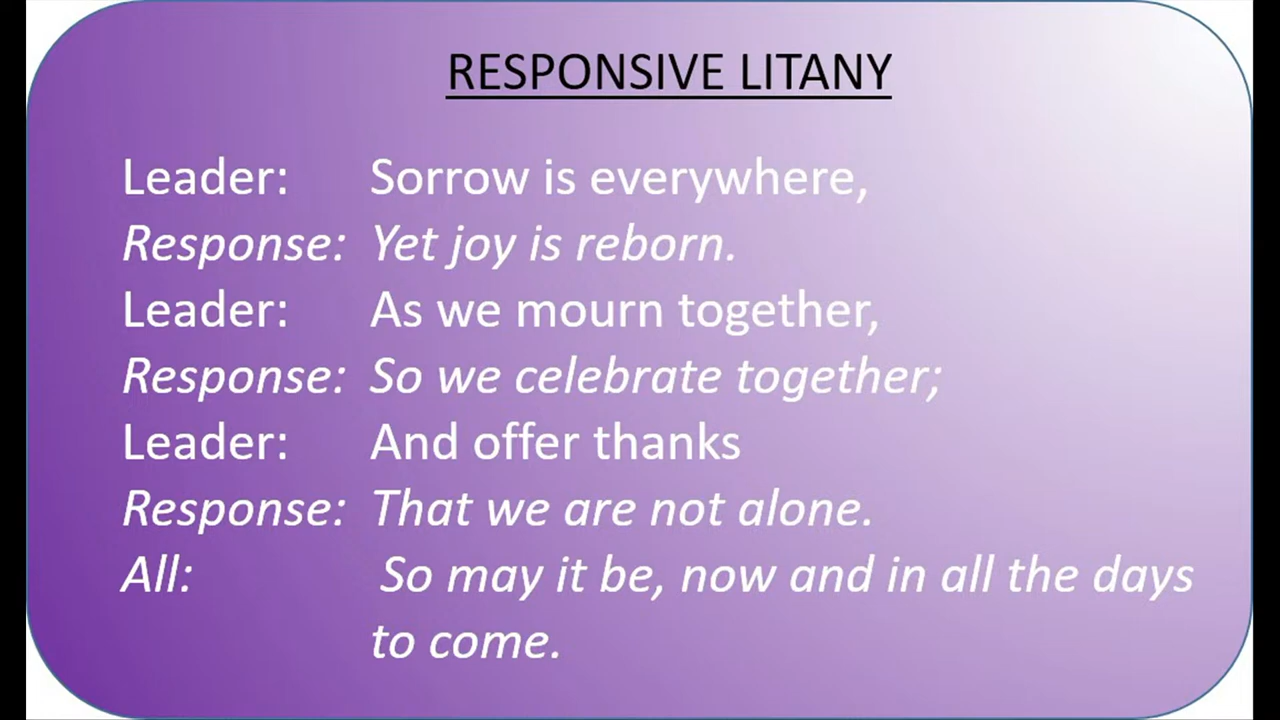 RESPONSIVE LITANY
Leader: Sorrow is everywhere,
Response: Yet joy is reborn.
Leader: As we mourn together,
Response: So we celebrate together;
Leader: And offer thanks
Response: That we are not alone.
All: So may it be, now and in all the days
to come.